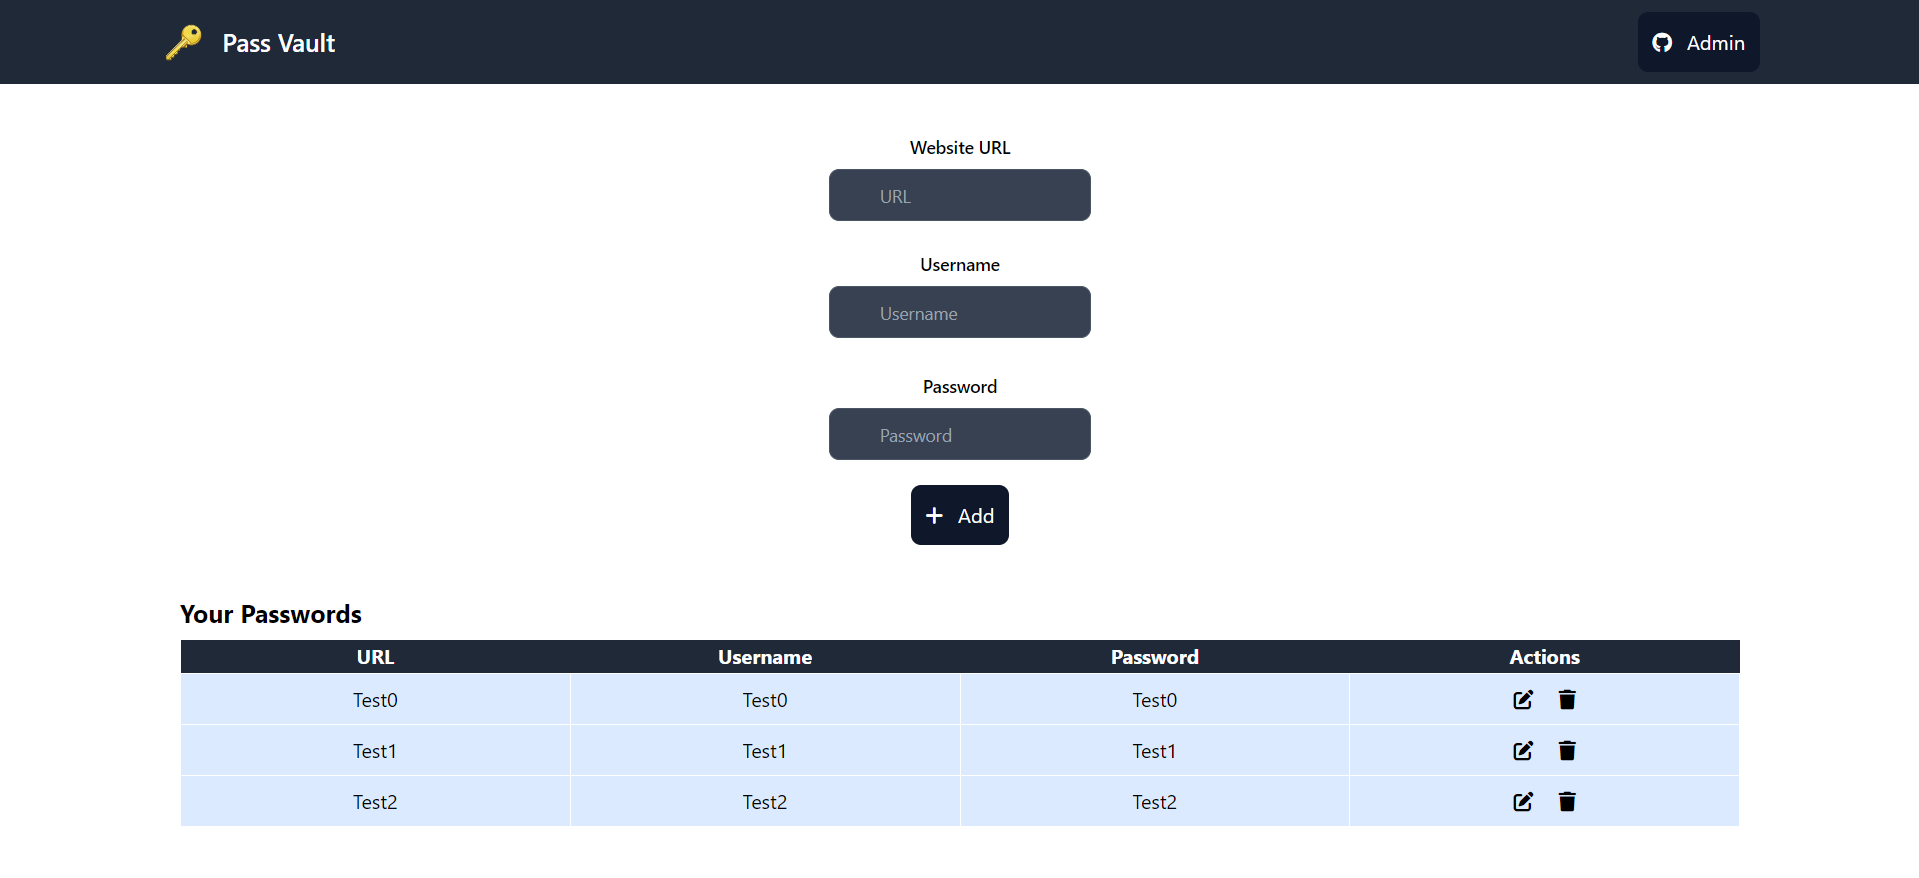 Pass Vault
Admin
Website URL
URL
Username
Username
Password
Password
Add
Your Passwords
URL Username Password Actions
Test0 Test0 Test0
Test1 Test1 Test1
Test2 Test2 Test2